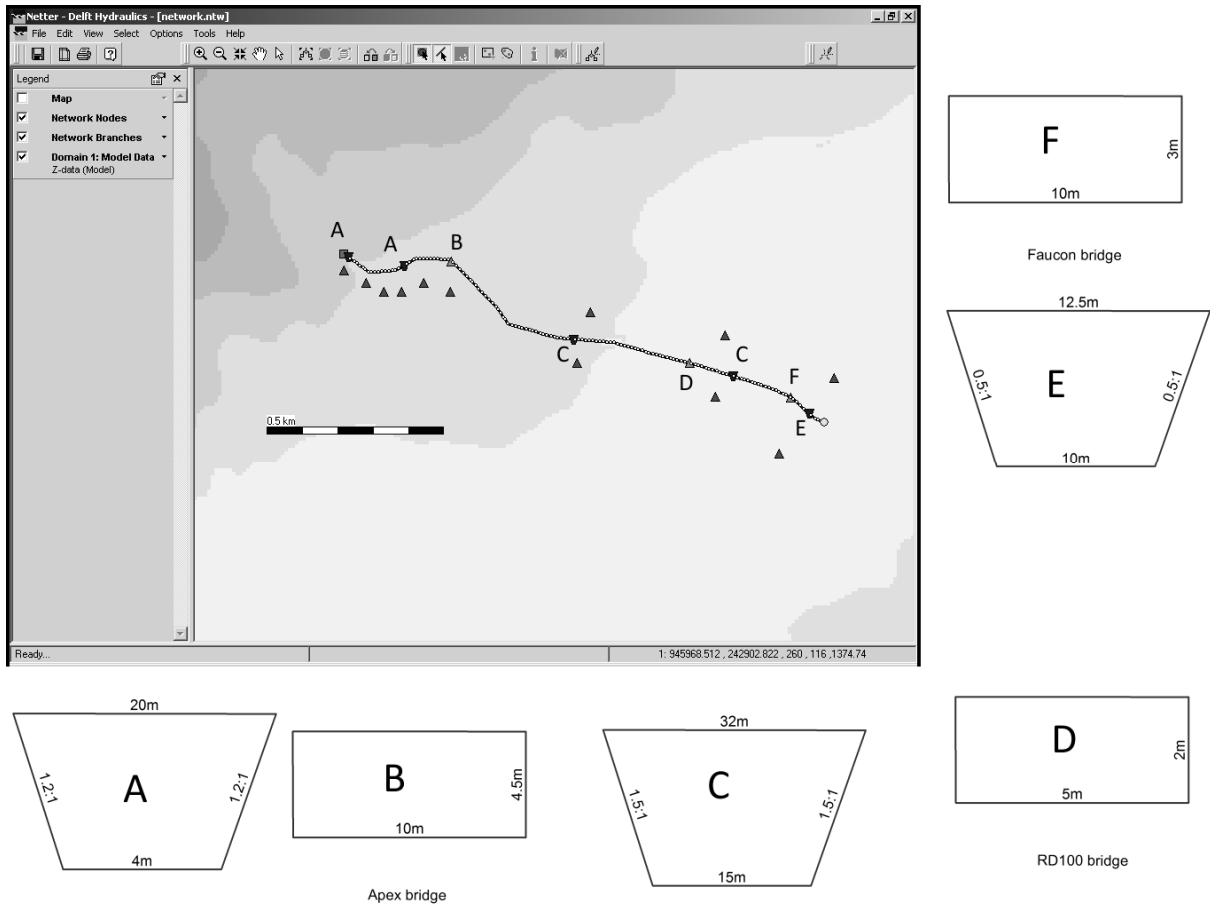 Netter - Delft Hydraulics - [network.ntw]
File Edit View Select Options Tools Help
Legend
Map
Network Nodes
Network Branches
Domain 1: Model Data
Z-data (Model)
A
A
B
C
D
C
F
E
0.5 km
Ready...
1: 945968.512 , 242902.822 , 260 , 116 ,1374.74
F
3m
10m
Faucon bridge
12.5m
0.5:1
E
0.5:1
10m
20m
1.2:1
A
1.2:1
4m
B
4.5m
10m
Apex bridge
32m
1.5:1
C
1.5:1
15m
D
2m
5m
RD100 bridge